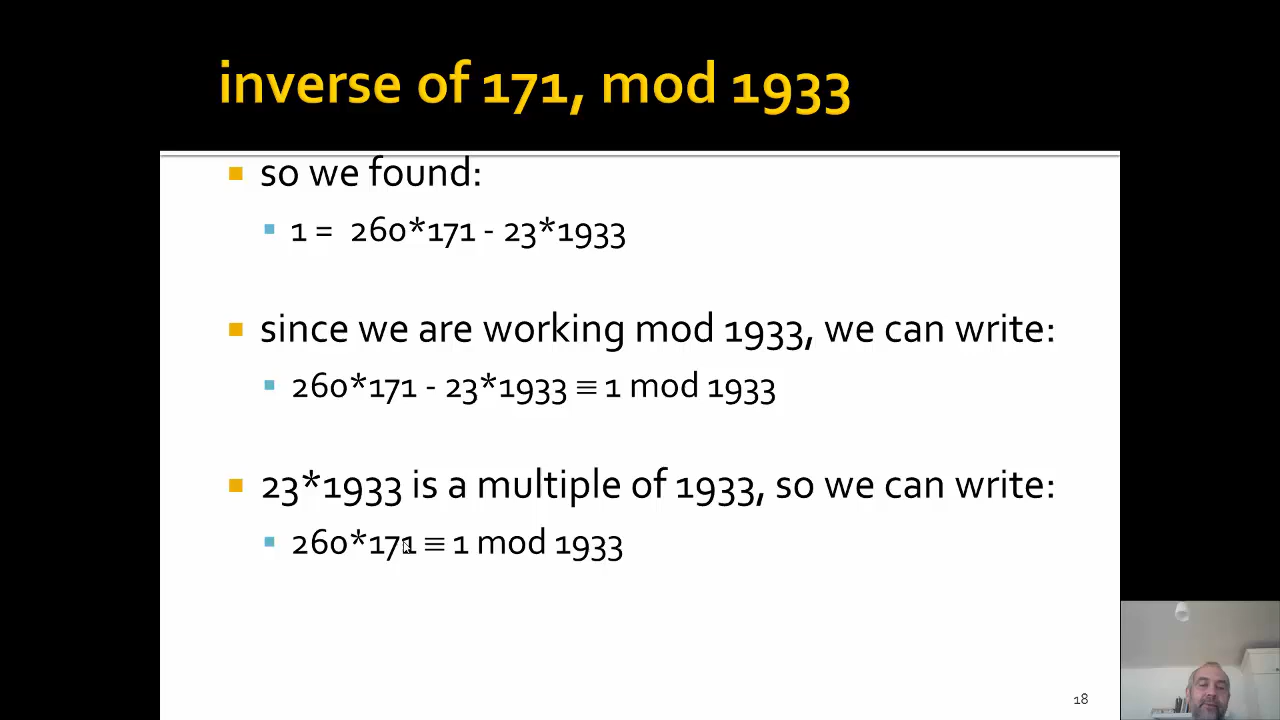 inverse of 171, mod 1933
so we found:
1 = 260*171 - 23*1933
since we are working mod 1933, we can write:
260*171 - 23*1933 ≡ 1 mod 1933
23*1933 is a multiple of 1933, so we can write:
260*171 ≡ 1 mod 1933
18